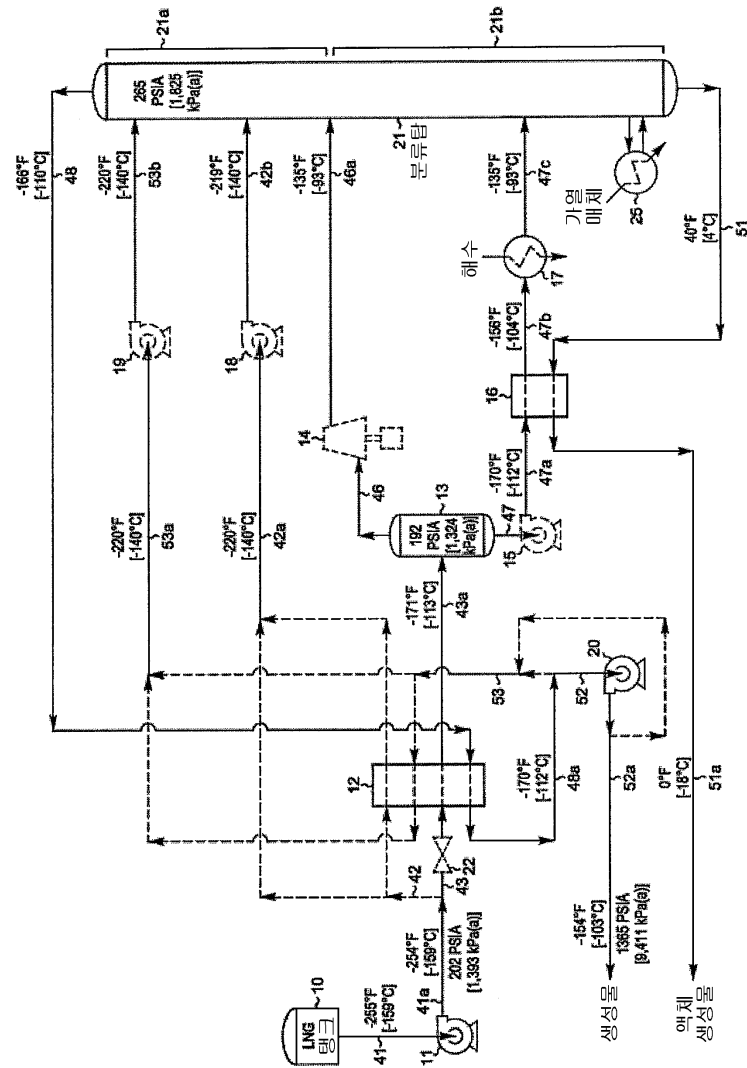 -166°F
[-110°C]
48
-220°F
[-140°C]
53b
-219°F
[-140°C]
42b
-135°F
[-93°C]
46a
265
PSIA
[1,825
kPa(a)]
21a
21b
21
분류탑
-135°F
[-93°C]
47c
가열
매체
25
40°F
[4°C]
51
해수
17
19
18
14
-156°F
[-104°C]
47b
16
-220°F
[-140°C]
53a
-220°F
[-140°C]
42a
46
13
192
PSIA
[1,324
kPa(a)]
47
15
-170°F
[-112°C]
47a
-171°F
[-113°C]
43a
53
52
20
12
-170°F
[-112°C]
48a
52a
0°F
[-18°C]
51a
22
43
42
-254°F
[-159°C]
202 PSIA
[1,393 kPa(a)]
41a
-154°F
[-103°C]
1365 PSIA
[9,411 kPa(a)]
10
LNG
탱크
-255°F
[-159°C]
41
11
생성물
액체
생성물